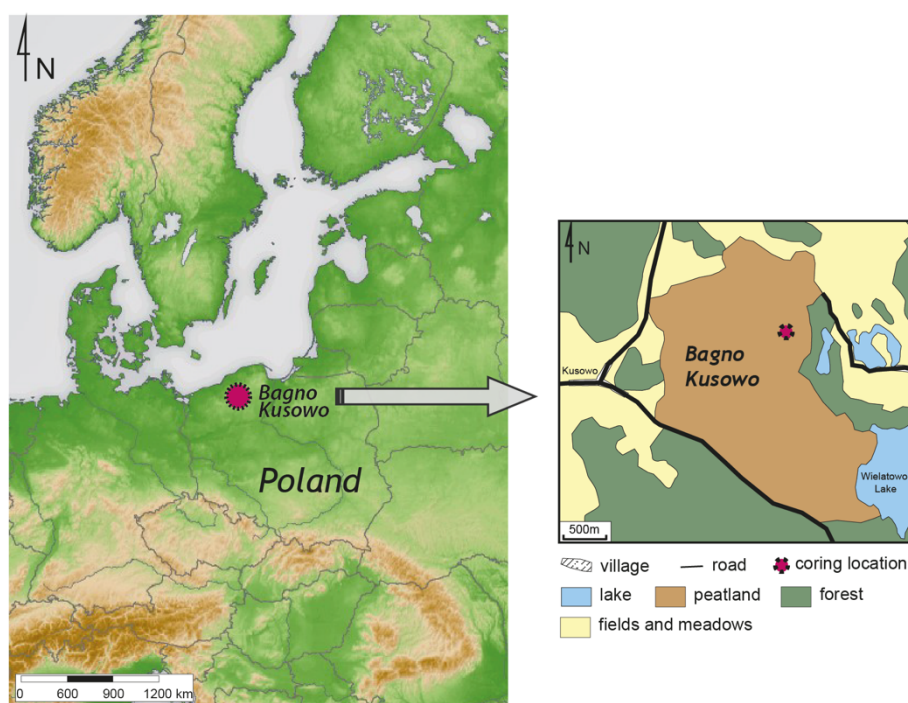 N
Bagno
Kusowo
Poland
0 600 900 1200 km
N
Kusowo
Bagno
Kusowo
Wielatowo
Lake
500m
village
road
coring location
lake
peatland
forest
fields and meadows